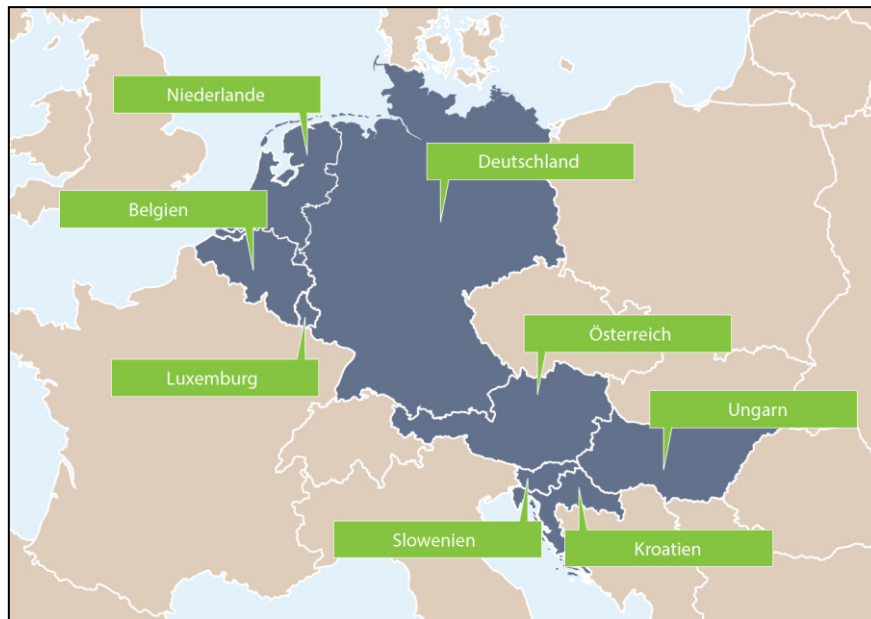 Niederlande
Deutschland
Belgien
Österreich
Luxemburg
Ungarn
Slowenien
Kroatien